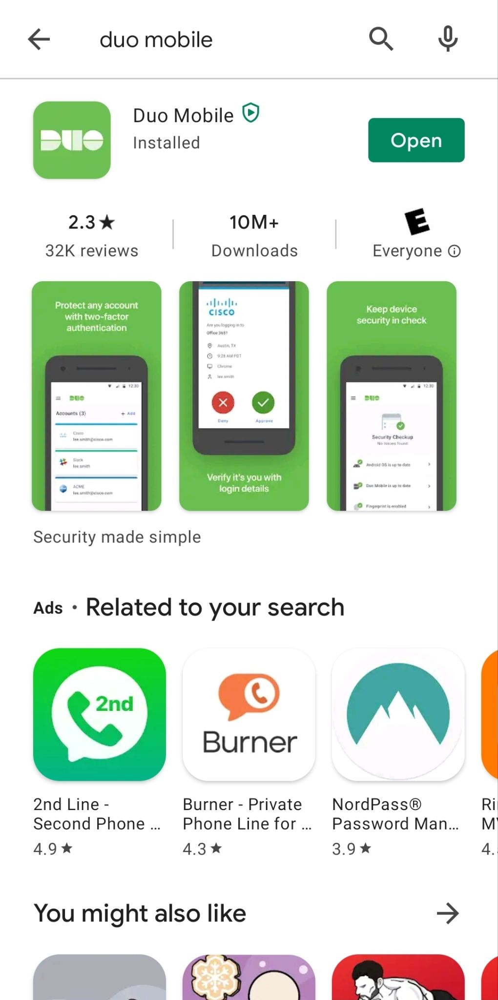 duo mobile
DUO
Duo Mobile
Installed
Open
2.3★
32K reviews
10M+
Downloads
E
Everyone
Protect any account
with two-factor
authentication
12:30
DUO
Accounts (3)
+ Add
Cisco
lee.smith@cisco.com
Slack
lee.smith
ACME
lee.smith@cisco.com
CISCO
Are you logging in to
Office 365?
Austin, TX
9:28 AM PDT
Chrome
lee.smith
Deny
Approve
Verify it's you with
login details
Keep device
security in check
12:30
DUO
Security Checkup
No issues found
Android OS is up to date
Duo Mobile is up to date
Fingerprint is enabled
Security made simple
Ads · Related to your search
2nd
Burner
2nd Line -
Second Phone ...
4.9★
Burner - Private
Phone Line for ...
4.3★
NordPass®
Password Man...
3.9★
Ri
4.
You might also like